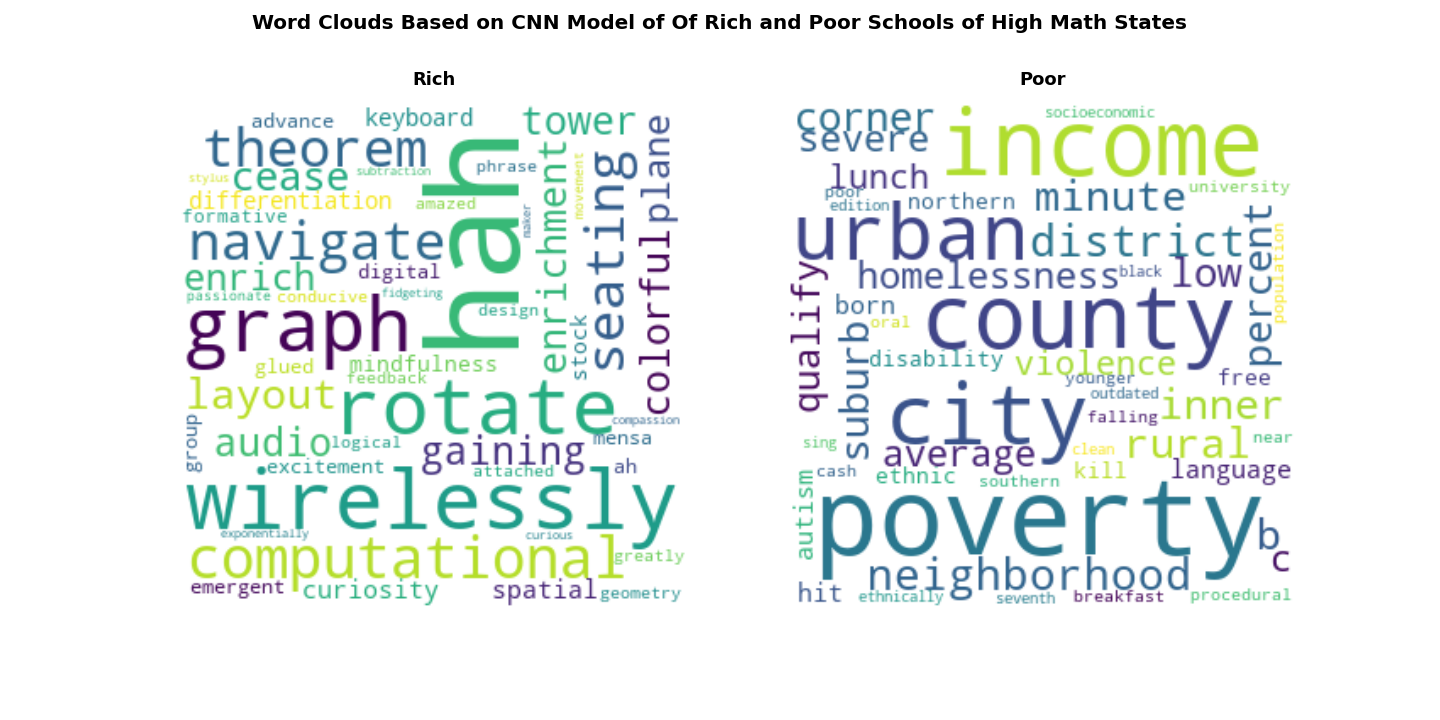 Word Clouds Based on CNN Model of Of Rich and Poor Schools of High Math States
Rich
advance
keyboard
tower
theorem
phrase
plane
stylus
cease
subtraction
hah
movement
differentiation
amazed
formative
maker
enrichment
seating
navigate
enrich
digital
colorful
passionate
conducive
fidgeting
graph
design
stock
glued
mindfulness
feedback
layout
rotate
compassion
group
audio
logical
gaining
mensa
excitement
attached
ah
wirelessly
exponentially
curious
computational
greatly
emergent
curiosity
spatial
geometry
Poor
corner
socioeconomic
severe
income
lunch
university
poor
edition
northern
minute
urban
district
percent
population
qualify
homelessness
black
low
born
oral
county
suburb
disability
violence
younger
free
outdated
city
falling
inner
sing
average
clean
rural
near
cash
ethnic
southern
kill
language
autism
poverty
b
c
neighborhood
hit
ethnically
seventh
breakfast
procedural